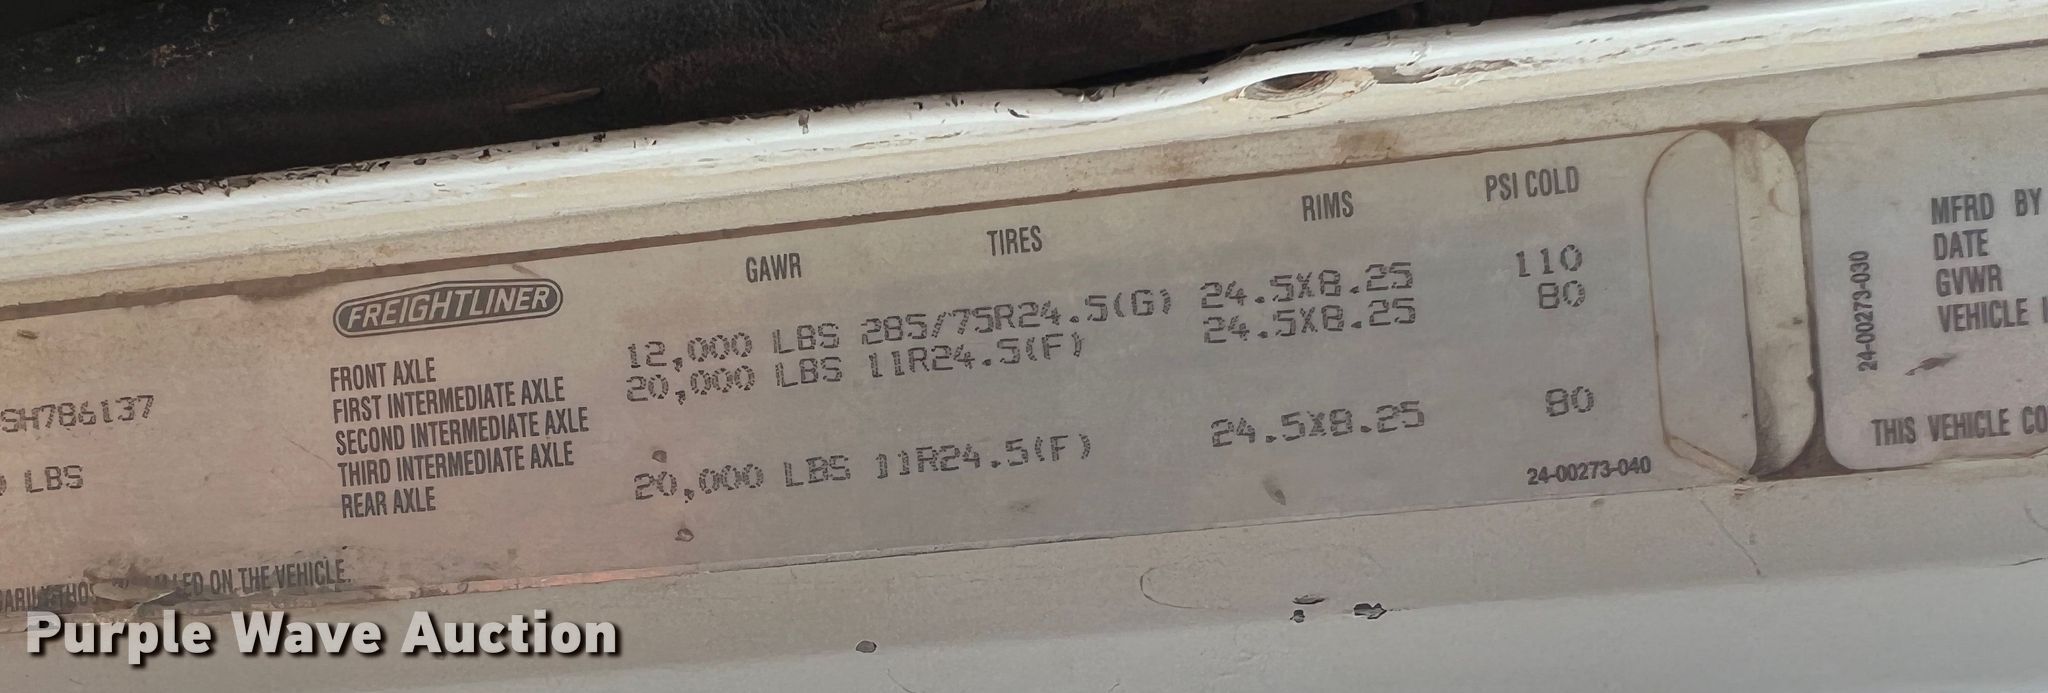 FREIGHTLINER
GAWR TIRES RIMS PSI COLD
FRONT AXLE 12,000 LBS 285/75R24.5(G) 24.5X8.25 110
FIRST INTERMEDIATE AXLE 20,000 LBS 11R24.5(F) 24.5X8.25 80
SECOND INTERMEDIATE AXLE
THIRD INTERMEDIATE AXLE
REAR AXLE 20,000 LBS 11R24.5(F) 24.5X8.25 80
24-00273-040
SH786137
LBS
ON THE VEHICLE.
24-00273-030
MFRD BY
DATE
GVWR
VEHICLE
THIS VEHICLE CO
Purple Wave Auction